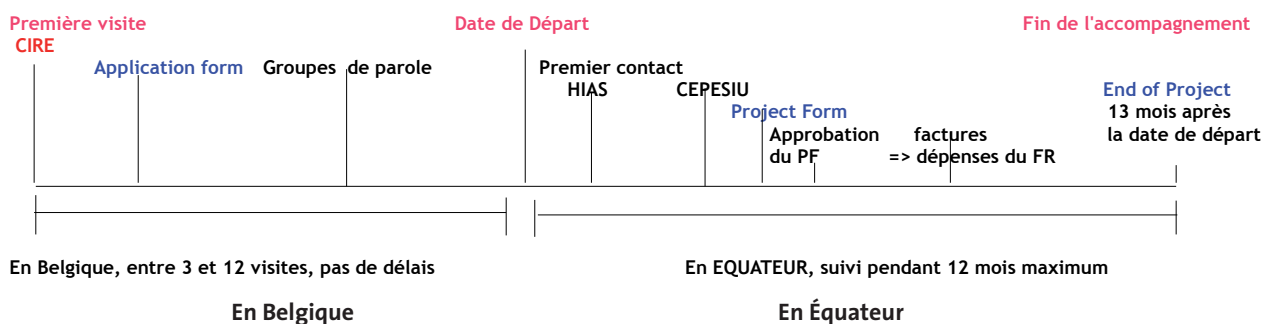 Première visite Date de Départ Fin de l'accompagnement
CIRE
Application form Groupes de parole Premier contact
HIAS CEPESIU End of Project
Project Form 13 mois après
Approbation factures la date de départ
du PF => dépenses du FR
En Belgique, entre 3 et 12 visites, pas de délais En EQUATEUR, suivi pendant 12 mois maximum
En Belgique En Équateur